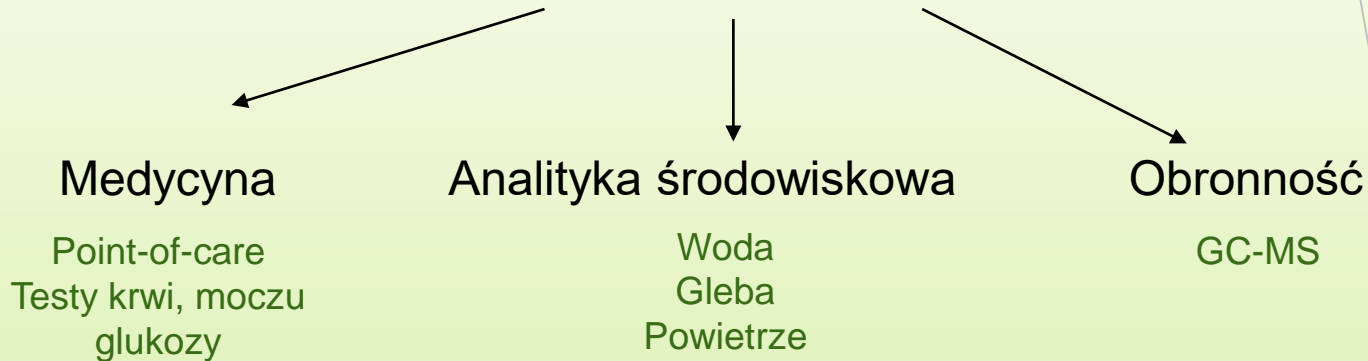 Medycyna
Point-of-care
Testy krwi, moczu
glukozy
Analityka środowiskowa
Woda
Gleba
Powietrze
Obronność
GC-MS